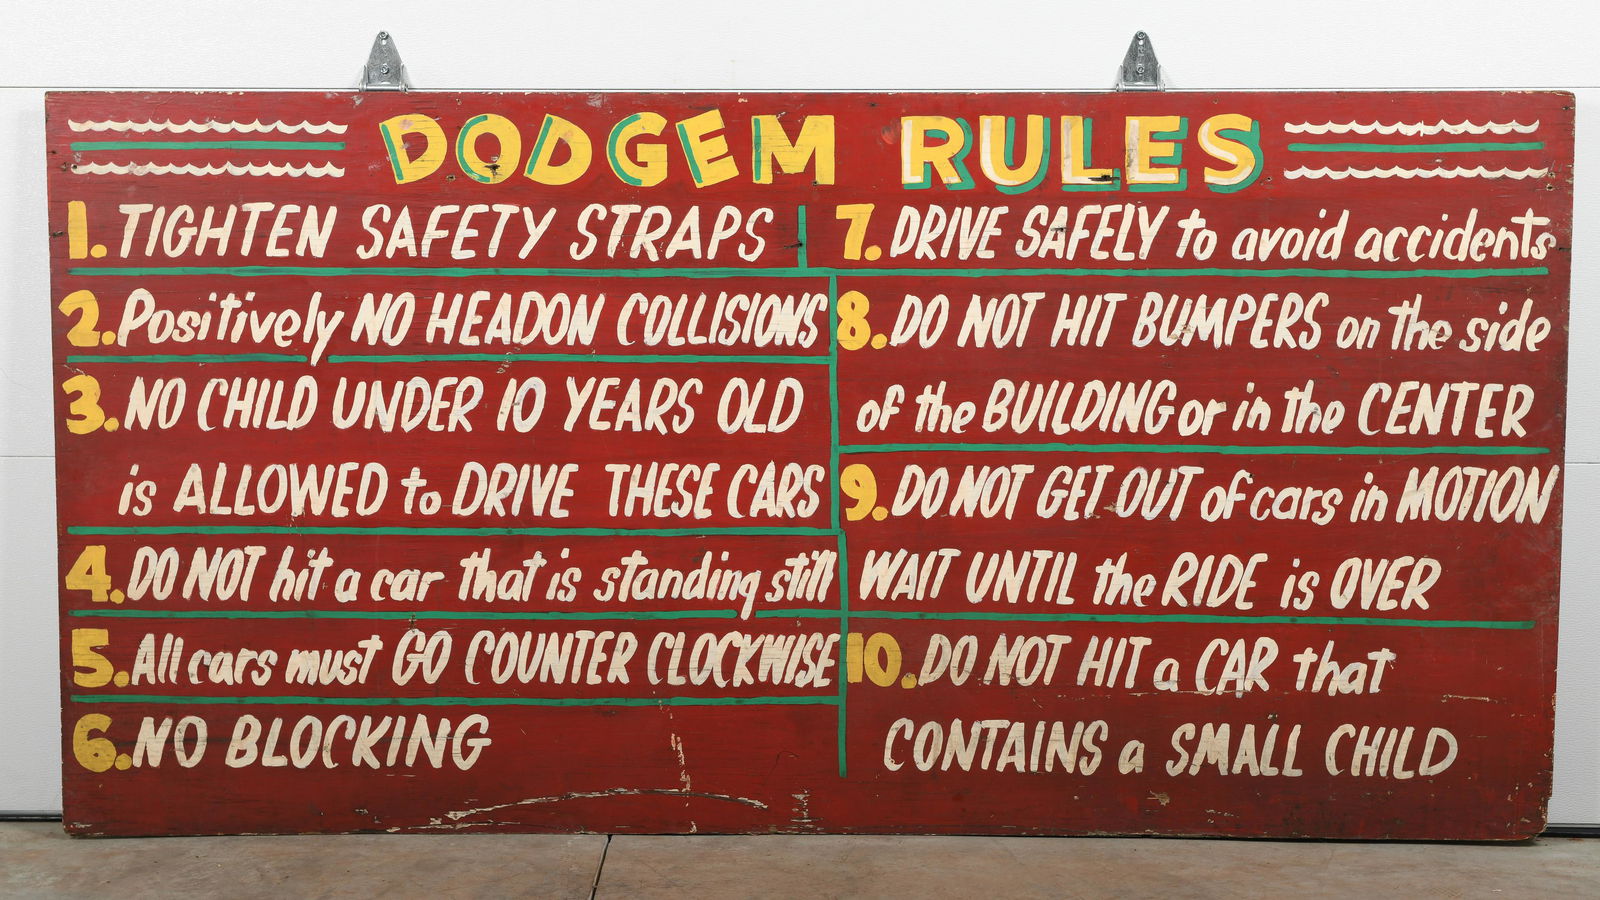 DODGEM RULES
1. TIGHTEN SAFETY STRAPS
2. Positively NO HEADON COLLISIONS
3. NO CHILD UNDER 10 YEARS OLD
is ALLOWED to DRIVE THESE CARS
4. DO NOT hit a car that is standing still
5. All cars must GO COUNTER CLOCKWISE
6. NO BLOCKING
7. DRIVE SAFELY to avoid accidents
8. DO NOT HIT BUMPERS on the side
of the BUILDING or in the CENTER
9. DO NOT GET OUT of cars in MOTION
WAIT UNTIL the RIDE is OVER
10. DO NOT HIT a CAR that
CONTAINS a SMALL CHILD